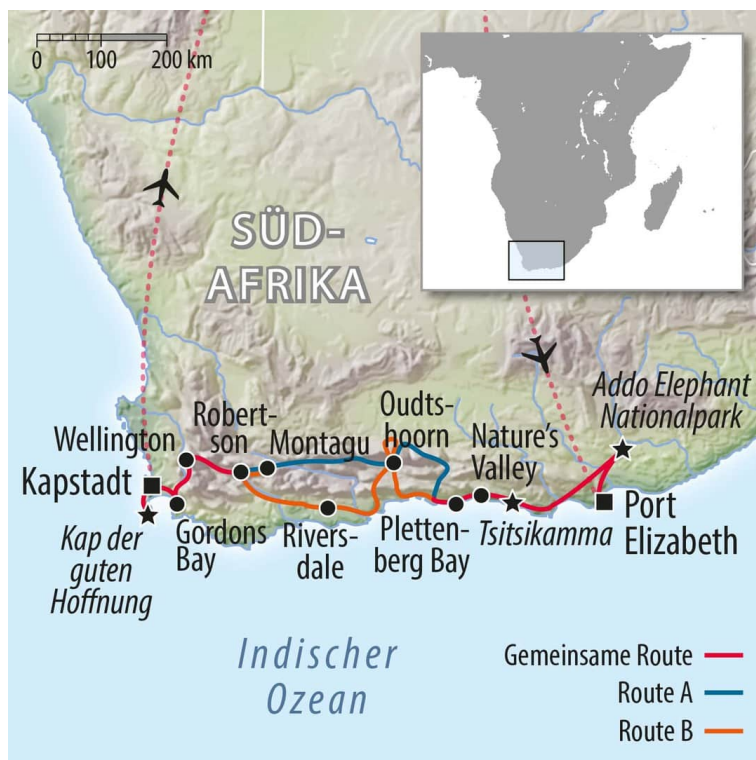 0
100
200 km
SÜD-
AFRIKA
Addo Elephant
Nationalpark
Oudts-
hoorn
Robert-
son
Nature's
Valley
Wellington
Montagu
Kapstadt
Port
Elizabeth
Tsitsikamma
Kap der
guten
Hoffnung
Gordons
Bay
Rivers-
dale
Pletten-
berg Bay
Indischer
Ozean
Gemeinsame Route
Route A
Route B